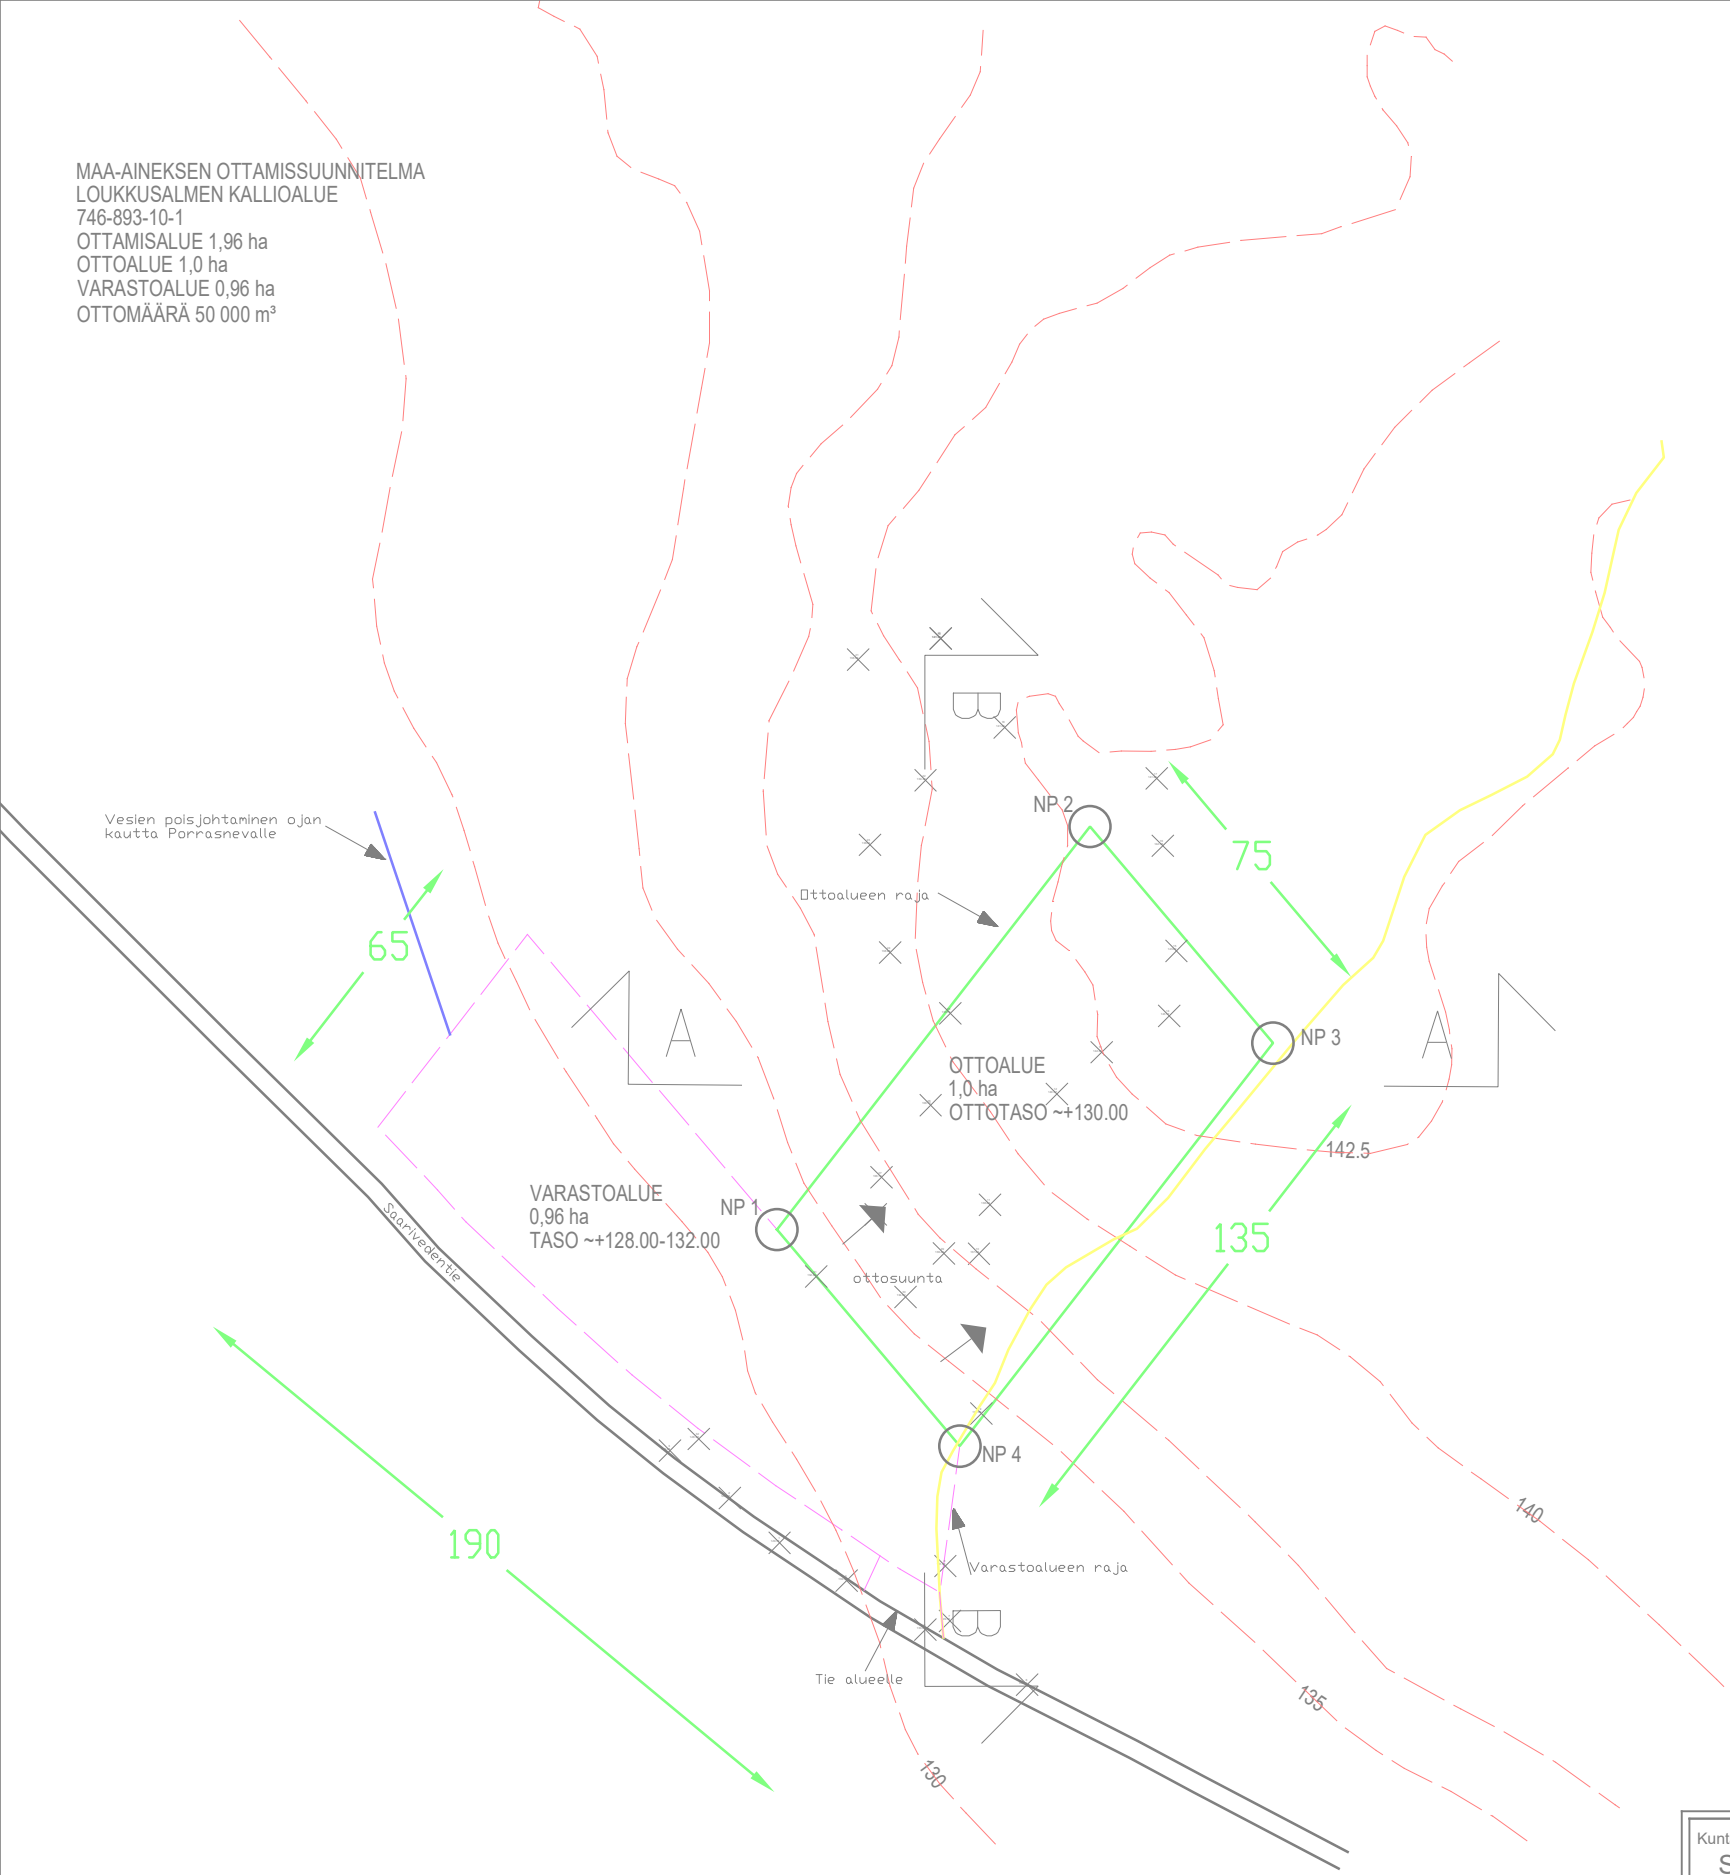 MAA-AINEKSEN OTTAMISSUUNNITELMA
LOUKKUSALMEN KALLIOALUE
746-893-10-1
OTTAMISALUE 1,96 ha
OTTOALUE 1,0 ha
VARASTOALUE 0,96 ha
OTTOMÄÄRÄ 50 000 m³
B
Vesien poisjohtaminen ojan
kautta Porrasnevalle
NP 2
75
Ottoalueen raja
65
A
A
NP 3
OTTOALUE
1,0 ha
OTTOTASO ~+130.00
142.5
VARASTOALUE
0,96 ha
TASO ~+128.00-132.00
NP 1
Saarivedentie
135
ottosuunta
NP 4
140
190
Varastoalueen raja
B
Tie alueelle
135
130
Kunt
S